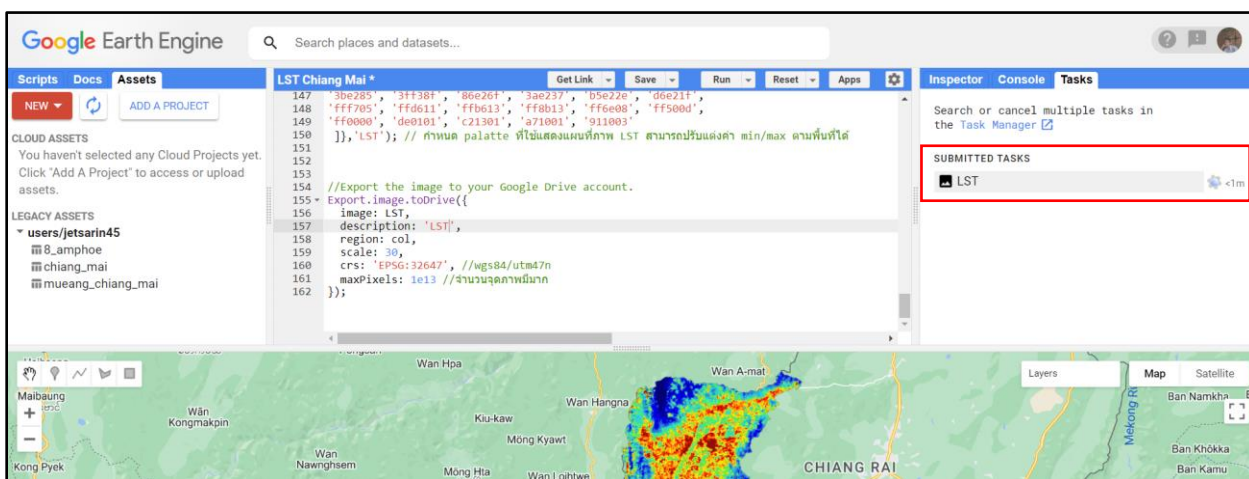 Google Earth Engine
Search places and datasets...
Scripts Docs Assets
NEW
ADD A PROJECT
CLOUD ASSETS
You haven't selected any Cloud Projects yet.
Click "Add A Project" to access or upload
assets.
LEGACY ASSETS
users/jetsarin45
8_amphoe
chiang_mai
mueang_chiang_mai
LST Chiang Mai *
Get Link Save Run Reset Apps
147 '3be285', '3ff38f', '86e26f', '3ae237', 'b5e22e', 'd6e21f',
148 'fff705', 'ffd611', 'ffb613', 'ff8b13', 'ff6e08', 'ff500d',
149 'ff0000', 'de0101', 'c21301', 'a71001', '911003'
150 ]},'LST'); // กำหนด palatte ที่ใช้แสดงแผนที่ภาพ LST สามารถปรับแต่งค่า min/max ตามพื้นที่ได้
151
152
153
154 //Export the image to your Google Drive account.
155 Export.image.toDrive({
156 image: LST,
157 description: 'LST',
158 region: col,
159 scale: 30,
160 crs: 'EPSG:32647', //wgs84/utm47n
161 maxPixels: 1e13 //จำนวนจุดภาพมีมาก
162 });
Inspector Console Tasks
Search or cancel multiple tasks in
the Task Manager
SUBMITTED TASKS
LST
<1m
Wan Hpa
Wan A-mat
Layers
Map Satellite
Maibaung
Wān
Kongmakpin
Wan Hangna
Kiu-kaw
Ban Namkha
Mekong Ri
Möng Kyawt
Wan
Nawnghsem
Ban Khôkka
Kong Pyek
Möng Hta
Wan Loihtwe
CHIANG RAI
Ban Kamu